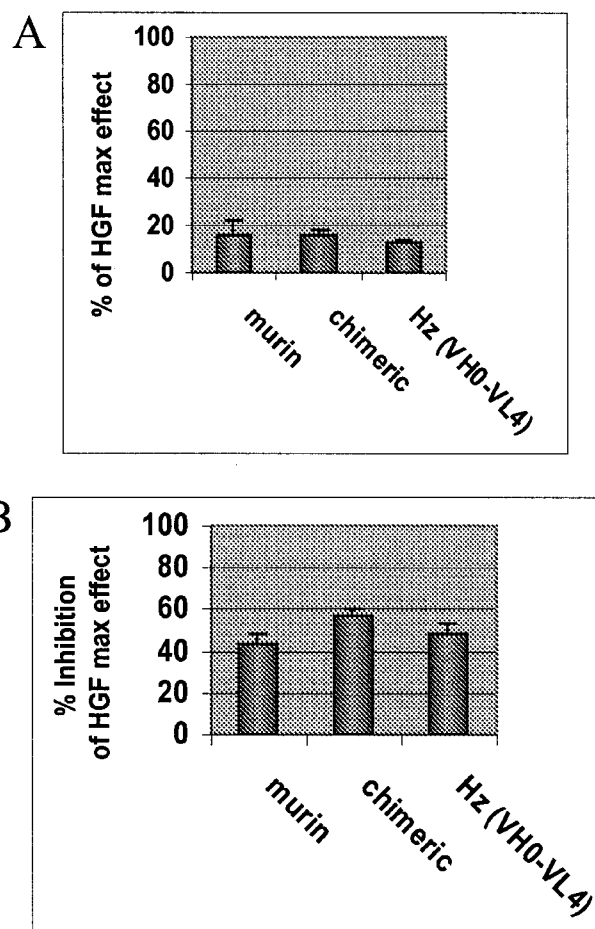 A
% of HGF max effect
100
80
60
40
20
0
murin
chimeric
Hz (VH0-VL4)
B
% Inhibition
of HGF max effect
100
80
60
40
20
0
murin
chimeric
Hz (VH0-VL4)